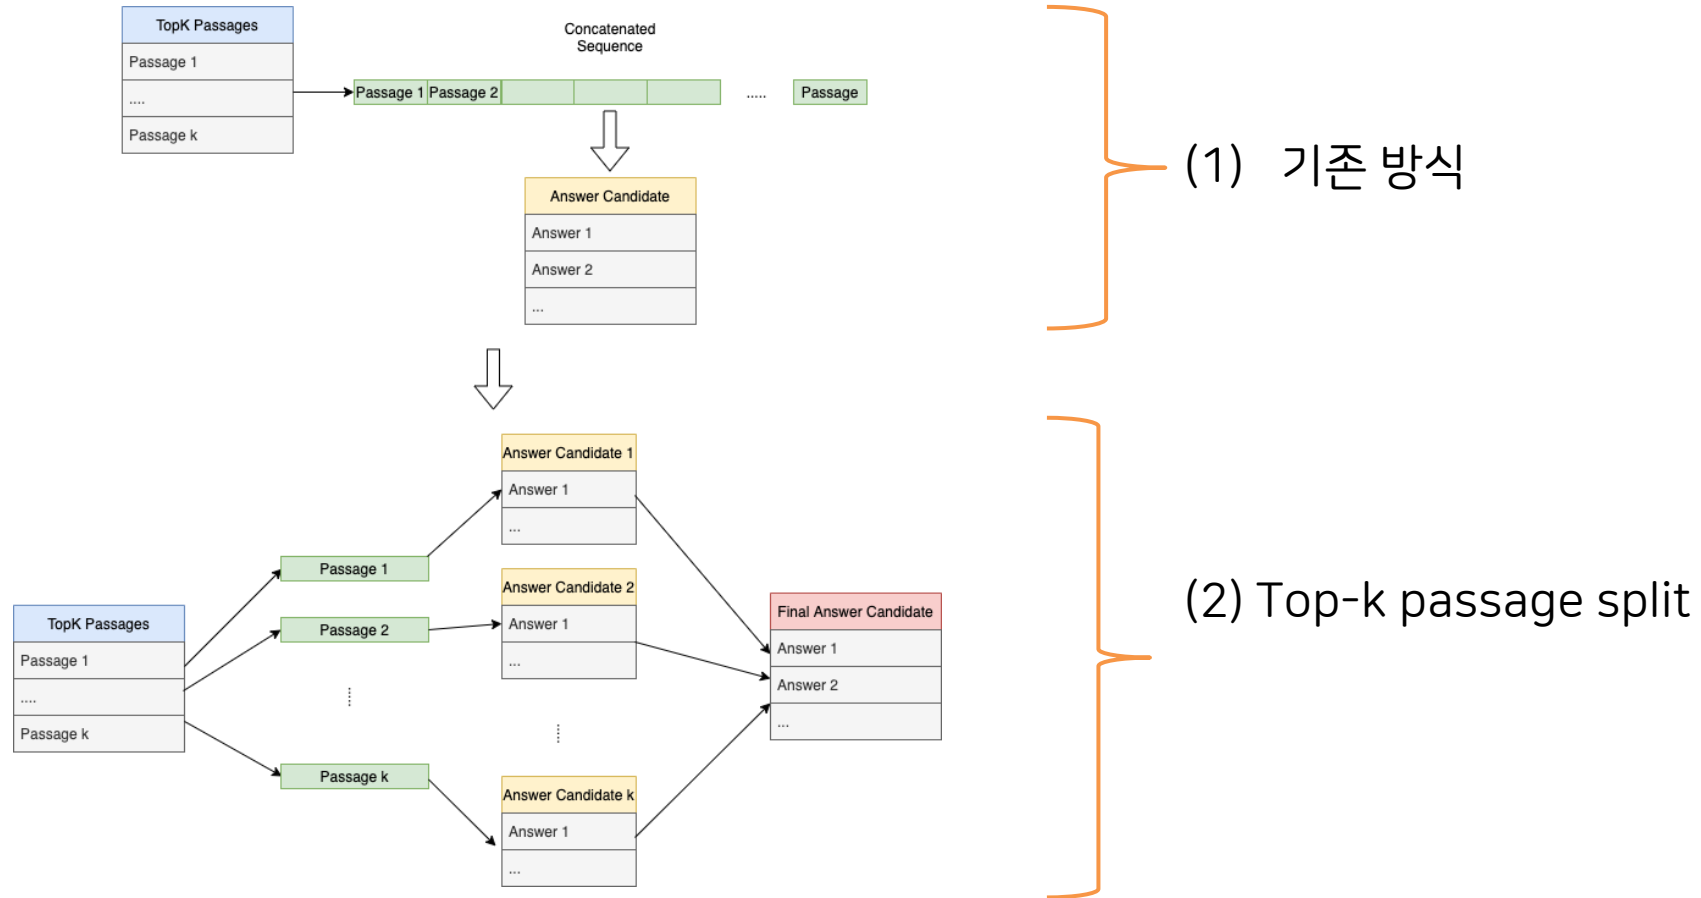 TopK Passages
Passage 1
....
Passage k
Concatenated
Sequence
Passage 1 Passage 2 ..... Passage
Answer Candidate
Answer 1
Answer 2
...
(1) 기존 방식
TopK Passages
Passage 1
....
Passage k
Passage 1
Passage 2
Passage k
Answer Candidate 1
Answer 1
...
Answer Candidate 2
Answer 1
...
Answer Candidate k
Answer 1
...
Final Answer Candidate
Answer 1
Answer 2
...
(2) Top-k passage split